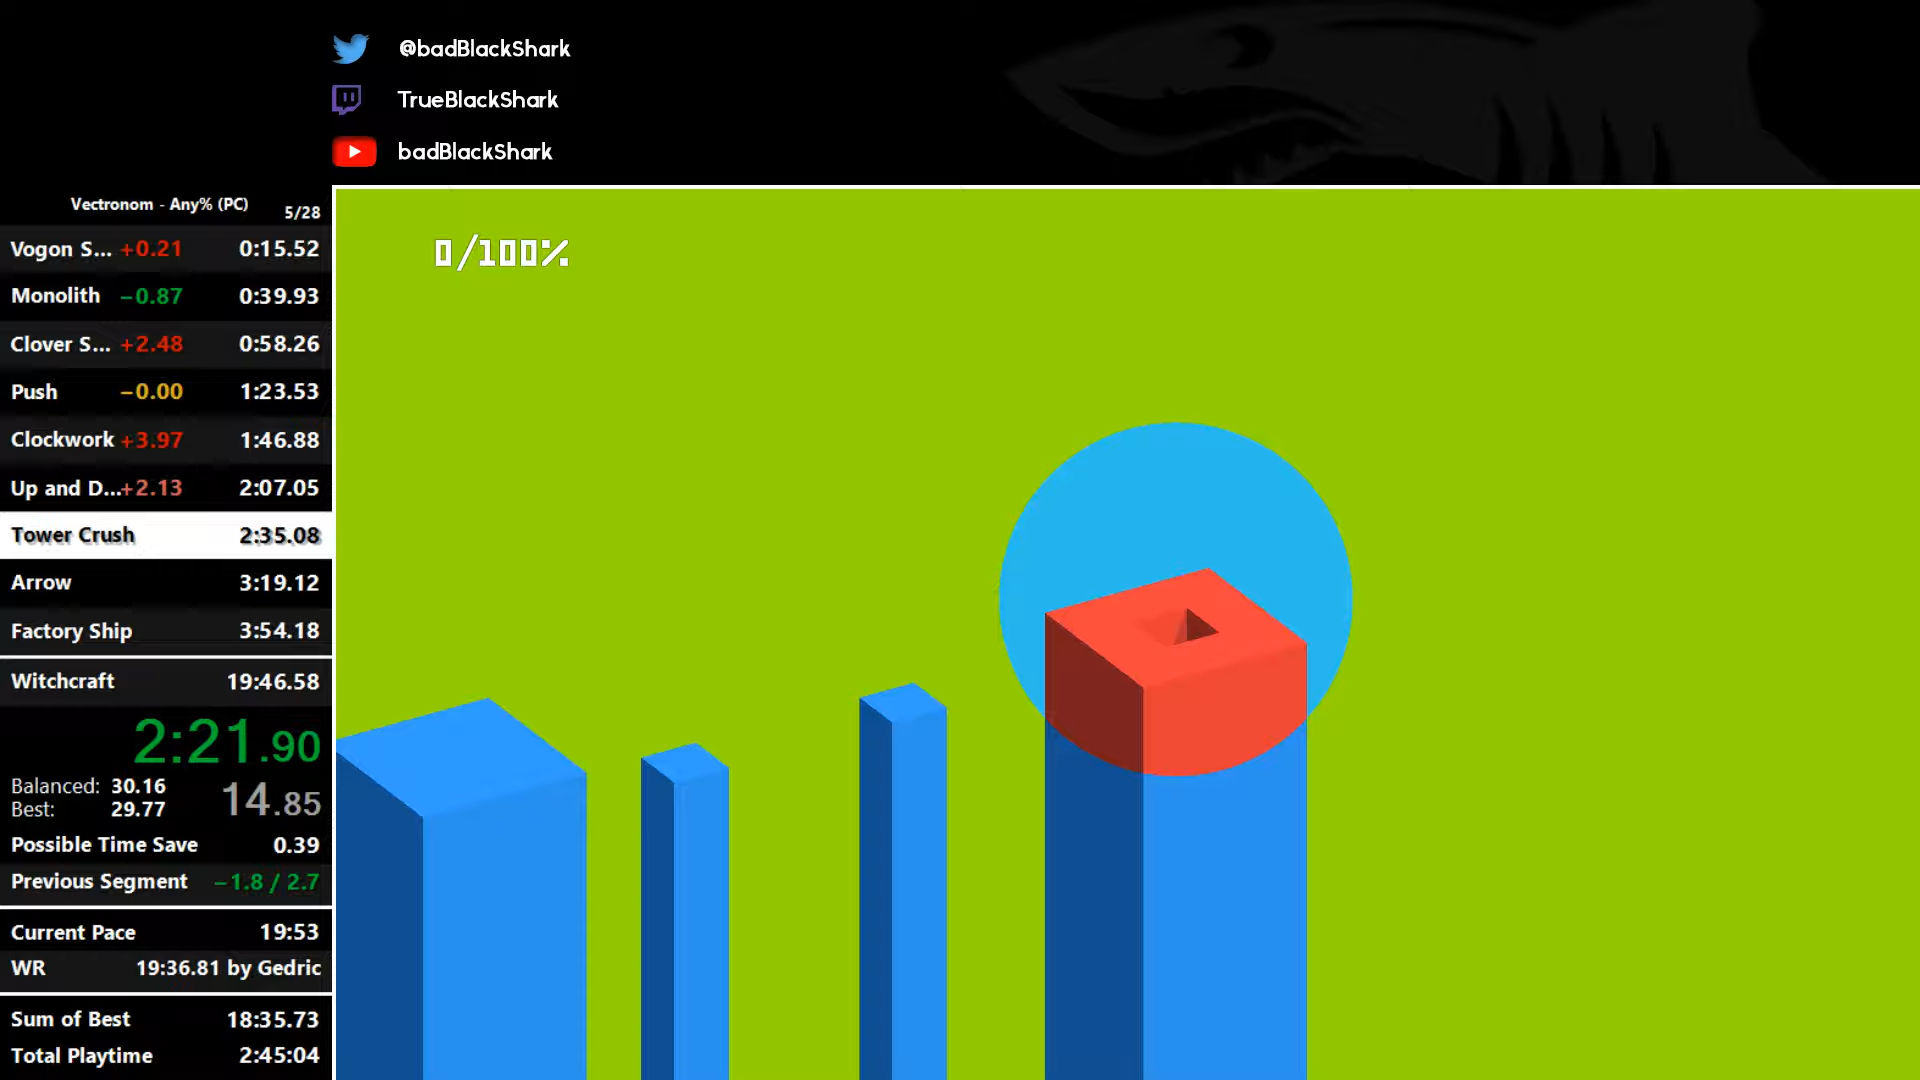 @badBlackShark
TrueBlackShark
badBlackShark
Vectronom - Any% (PC)
5/28
Vogon S... +0.21 0:15.52
Monolith -0.87 0:39.93
Clover S... +2.48 0:58.26
Push -0.00 1:23.53
Clockwork +3.97 1:46.88
Up and D...+2.13 2:07.05
Tower Crush 2:35.08
Arrow 3:19.12
Factory Ship 3:54.18
Witchcraft 19:46.58
2:21.90
Balanced: 30.16
Best: 29.77
14.85
Possible Time Save 0.39
Previous Segment -1.8 / 2.7
Current Pace 19:53
WR 19:36.81 by Gedric
Sum of Best 18:35.73
Total Playtime 2:45:04
0/100%